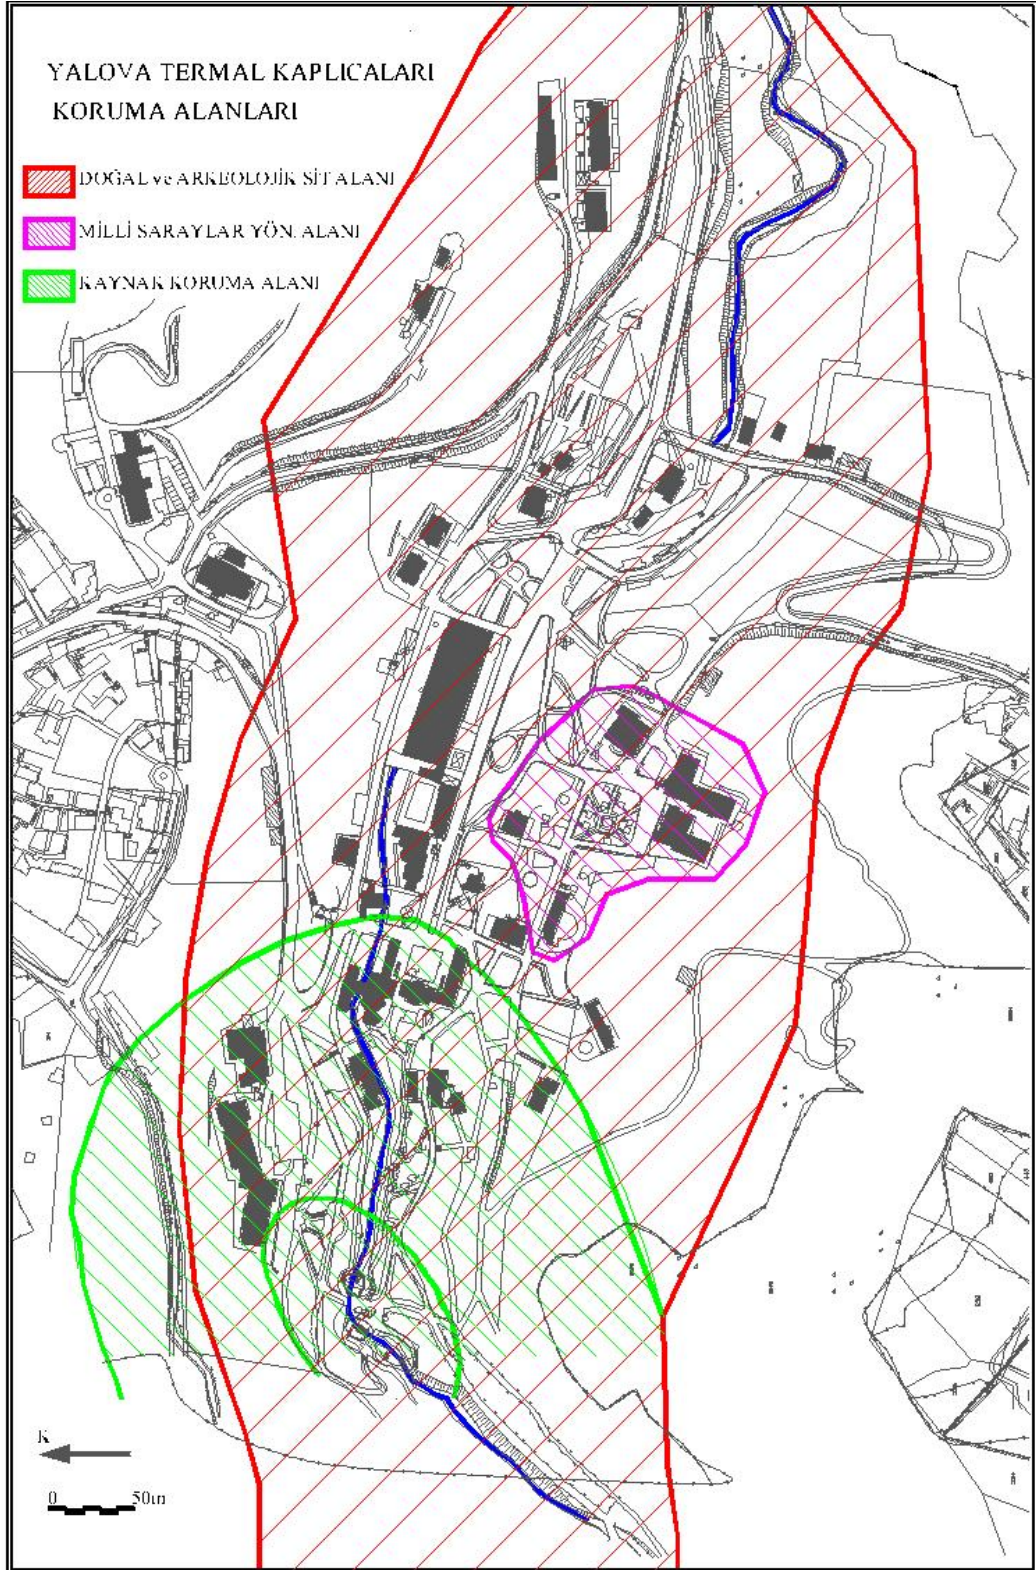 YALOVA TERMAL KAPLICALARI
KORUMA ALANLARI
DOĞAL ve ARKEOLOJİK SİT ALANI
MİLLİ SARAYLAR YÖN. ALANI
KAYNAK KORUMA ALANI
K
0 50m